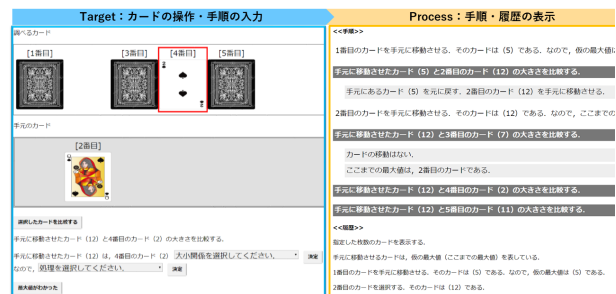 Target：カードの操作・手順の入力
調べるカード
[1番目]
[3番目]
[4番目]
[5番目]
手元のカード
[2番目]
選択したカードを比較する
手元に移動させたカード（12）と4番目のカード（2）の大きさを比較する．
手元に移動させたカード（12）は，4番目のカード（2） 大小関係を選択してください． 決定
なので，処理を選択してください． 決定
最大値がわかった
Process：手順・履歴の表示
<<手順>>
1番目のカードを手元に移動させる．そのカードは（5）である．なので，仮の最大値は
手元に移動させたカード（5）と2番目のカード（12）の大きさを比較する．
手元にあるカード（5）を元に戻す．2番目のカード（12）を手元に移動させる．
2番目のカードを手元に移動させる．そのカードは（12）である．なので，ここまでの
手元に移動させたカード（12）と3番目のカード（7）の大きさを比較する．
カードの移動はない．
ここまでの最大値は，2番目のカードである．
手元に移動させたカード（12）と4番目のカード（2）の大きさを比較する．
手元に移動させたカード（12）と5番目のカード（11）の大きさを比較する．
<<履歴>>
指定した枚数のカードを表示する．
手元に移動させるカードは，仮の最大値（ここまでの最大値）を表している．
1番目のカードを手元に移動させる．そのカードは（5）である．なので，仮の最大値は（5）である．
2番目のカードを選択する．そのカードは（12）である．